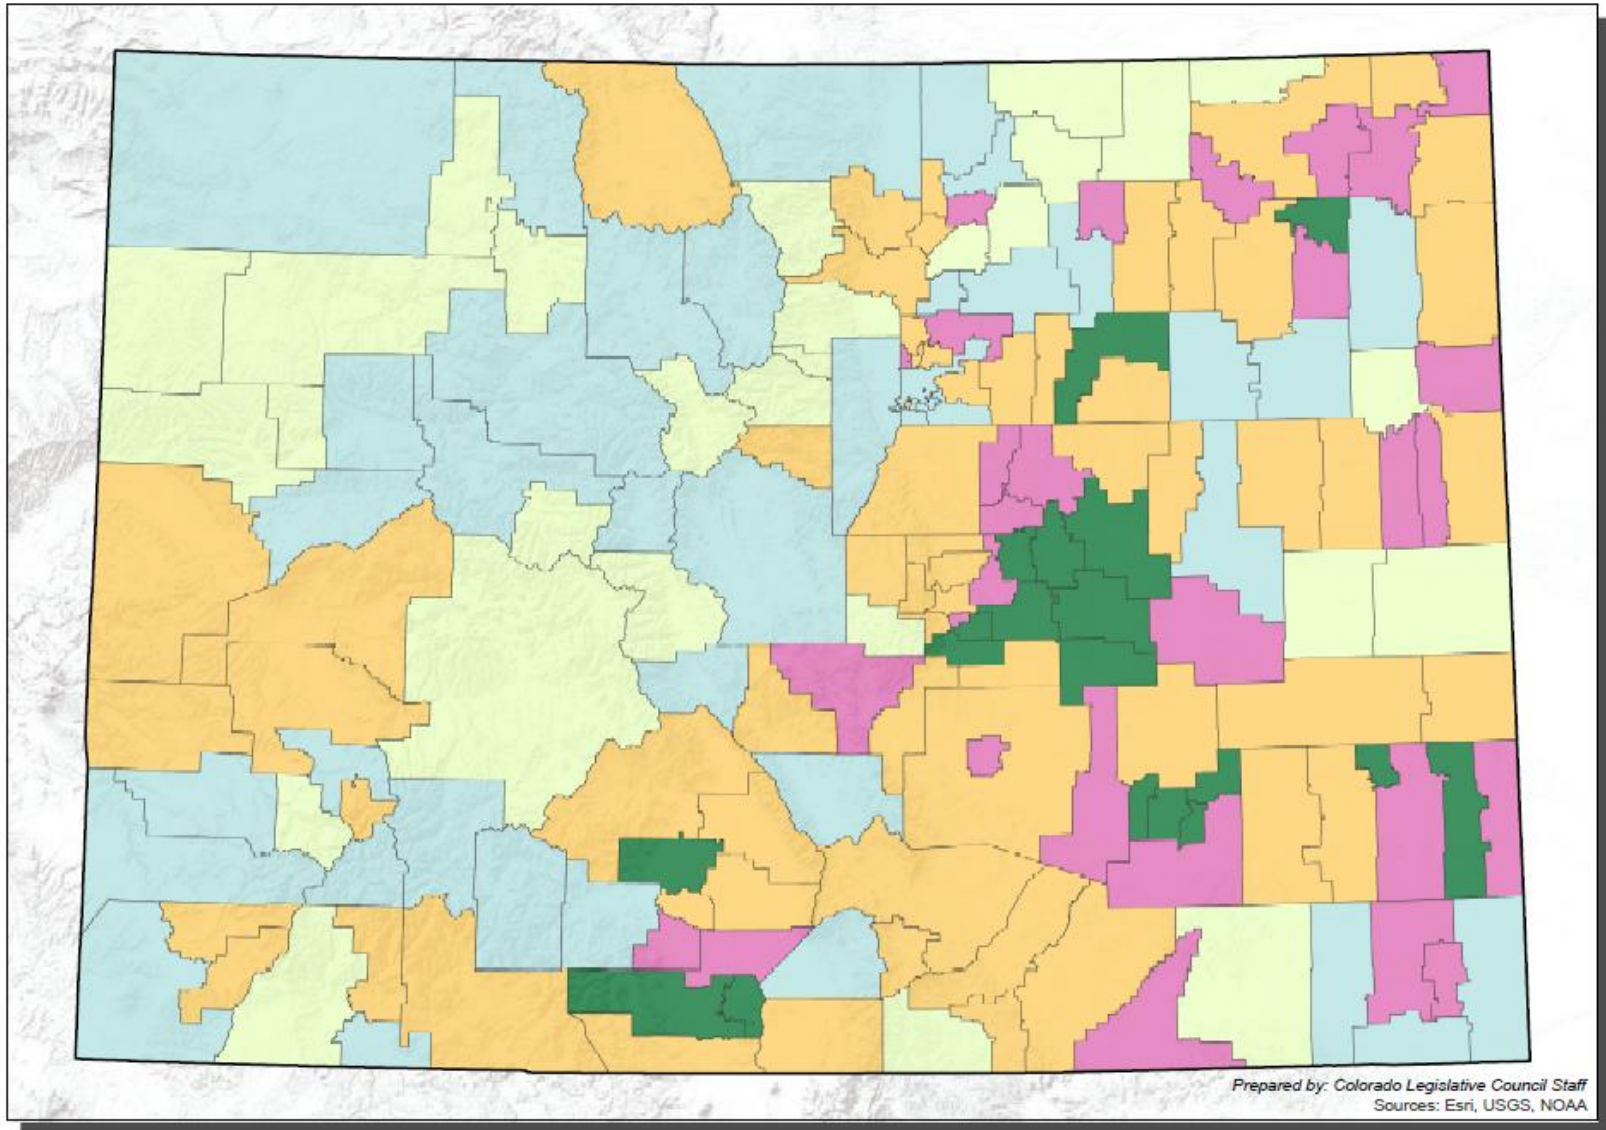 Prepared by: Colorado Legislative Council Staff
Sources: Esri, USGS, NOAA